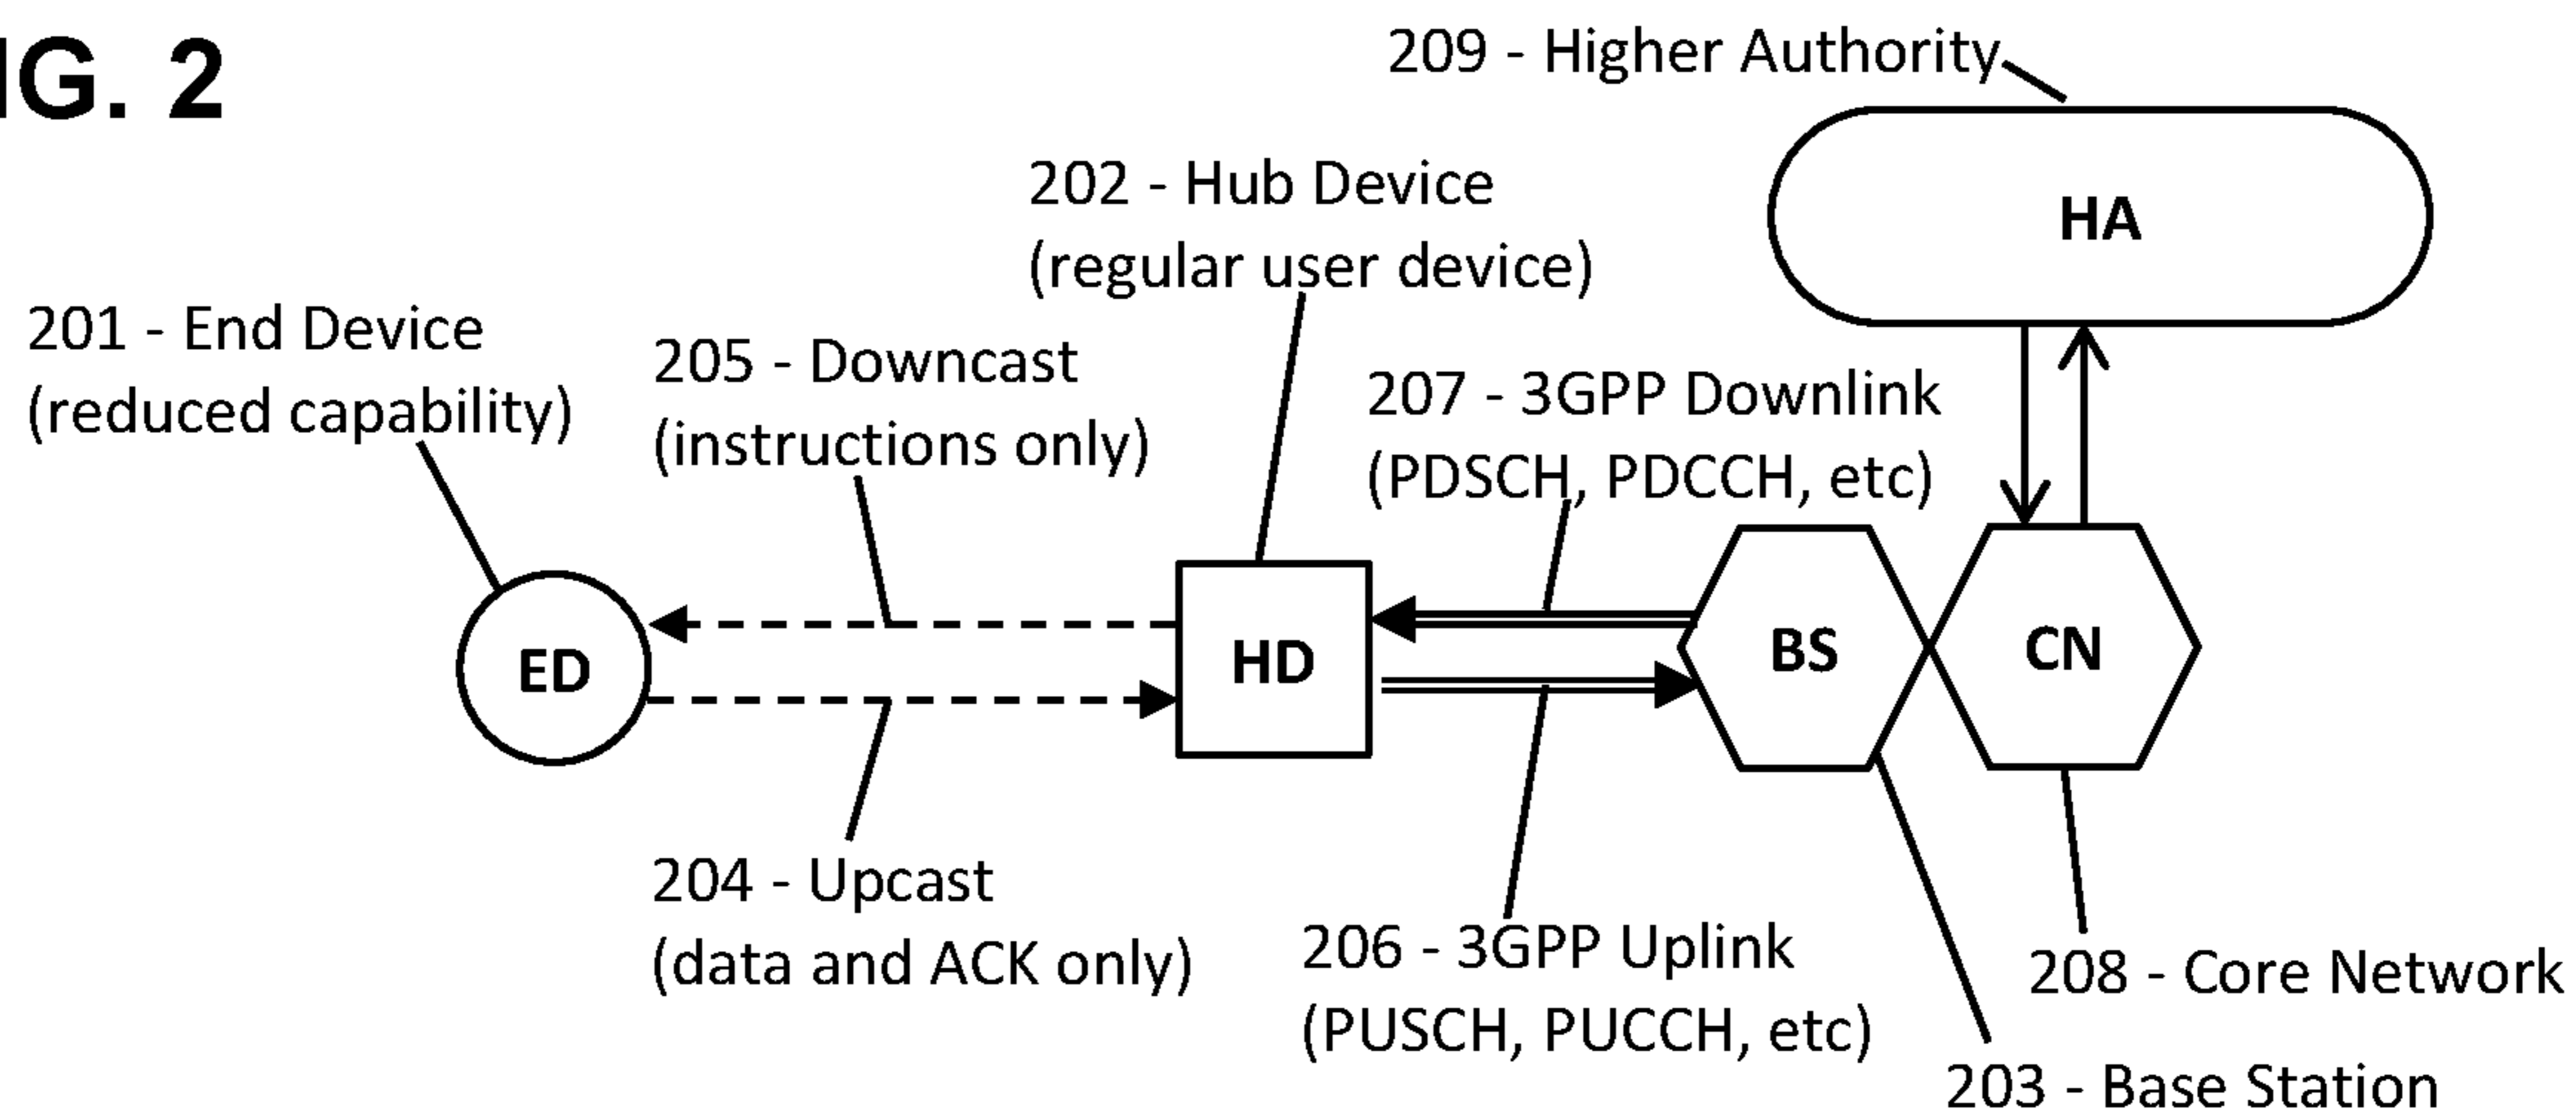 IG. 2
209 - Higher Authority
HA
202 - Hub Device
(regular user device)
201 - End Device
(reduced capability)
205 - Downcast
(instructions only)
207 - 3GPP Downlink
(PDSCH, PDCCH, etc)
ED
HD
BS
CN
204 - Upcast
(data and ACK only)
206 - 3GPP Uplink
(PUSCH, PUCCH, etc)
208 - Core Network
203 - Base Station